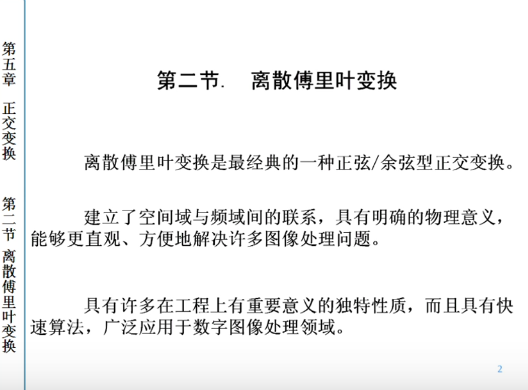 第五章 正交变换
第二节 离散傅里叶变换
第二节. 离散傅里叶变换
离散傅里叶变换是最经典的一种正弦/余弦型正交变换。
建立了空间域与频域间的联系，具有明确的物理意义，
能够更直观、方便地解决许多图像处理问题。
具有许多在工程上有重要意义的独特性质，而且具有快
速算法，广泛应用于数字图像处理领域。
2